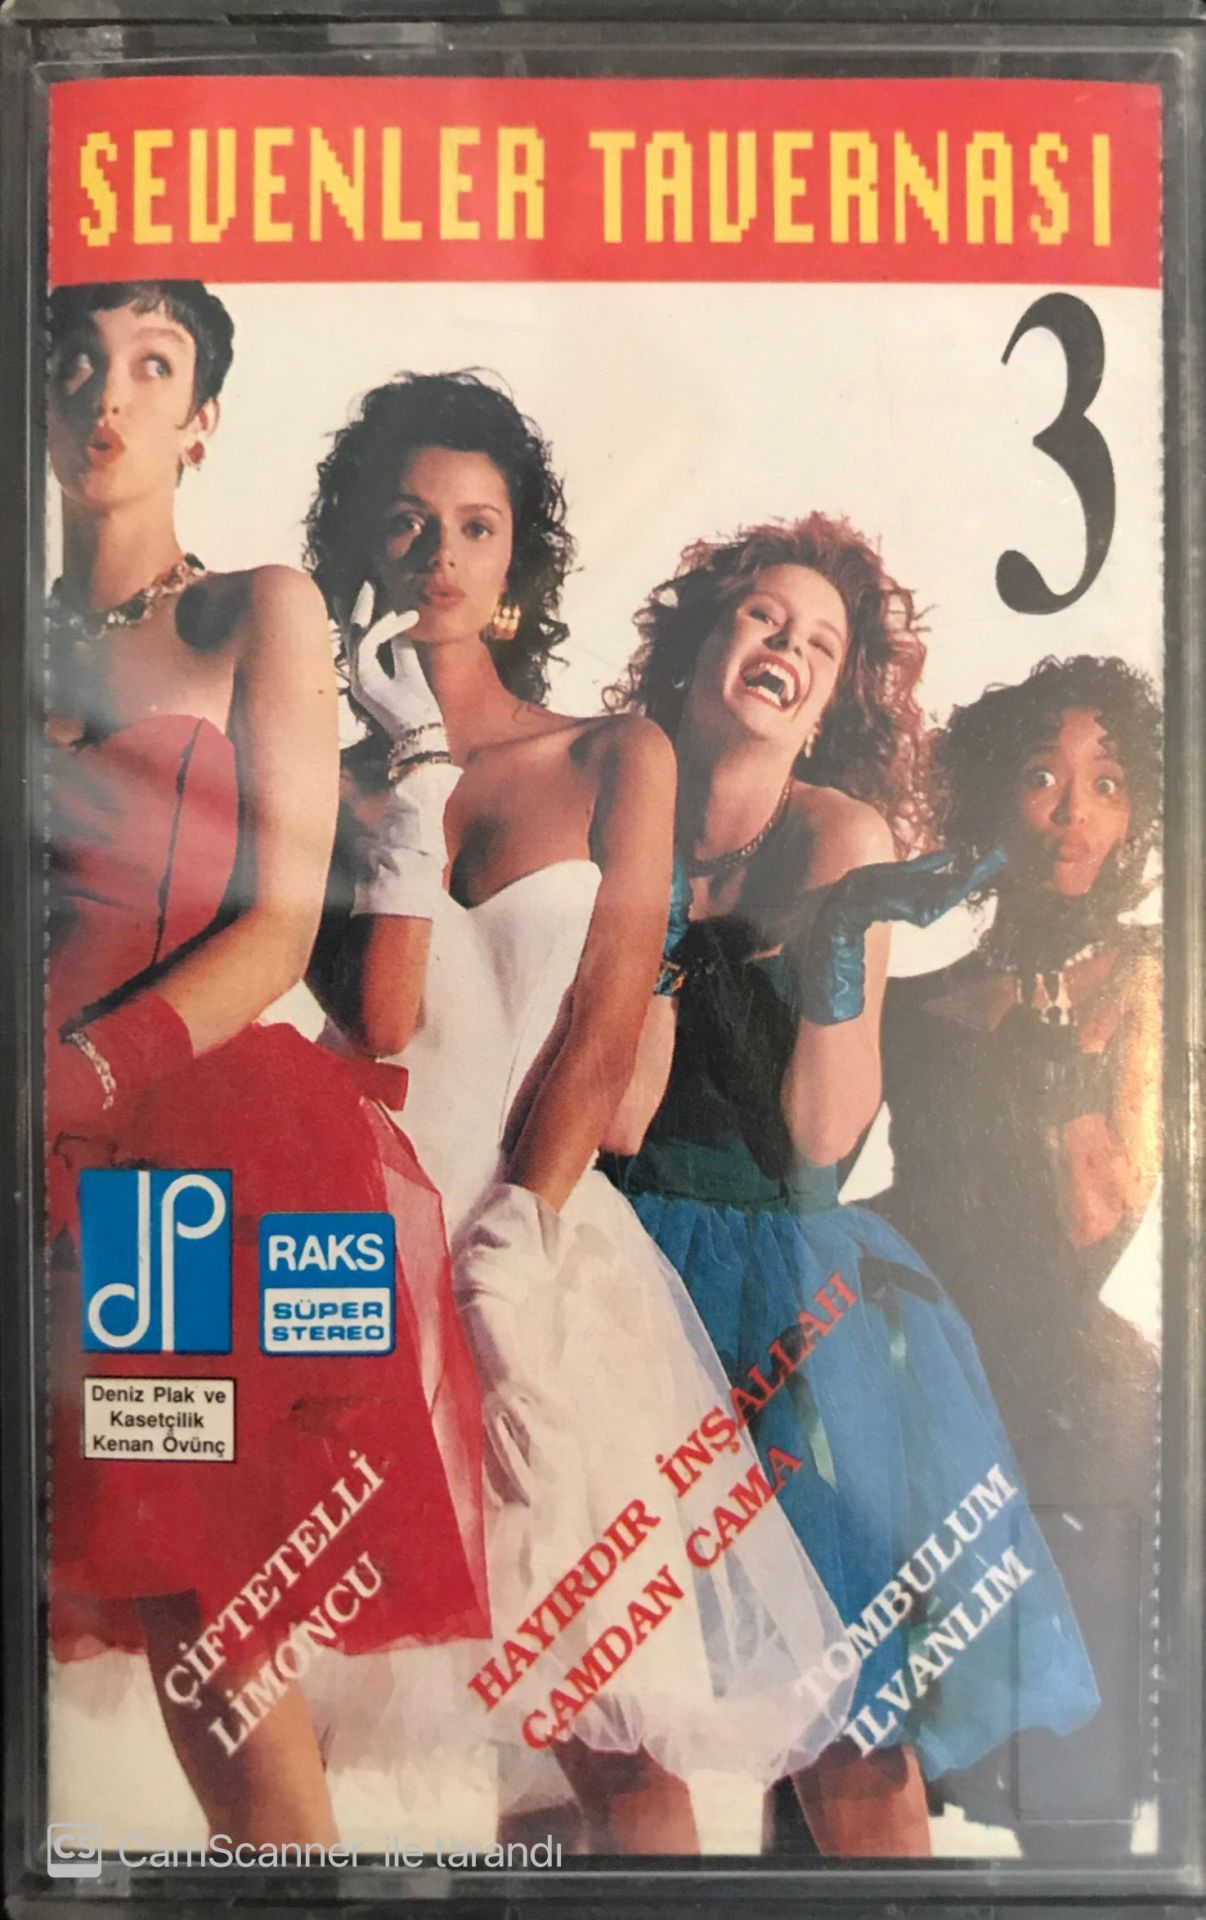 SEVENLER TAVERNASI
3
dp
RAKS
SÜPER
STEREO
Deniz Plak ve
Kasetçilik
Kenan Övünç
ÇİFTETELLİ
LİMONCU
HAYIRDIR İNŞALLAH
CAMDAN CAMA
TOMBULUM
ILVANLIM
CS CamScanner ile tarandı